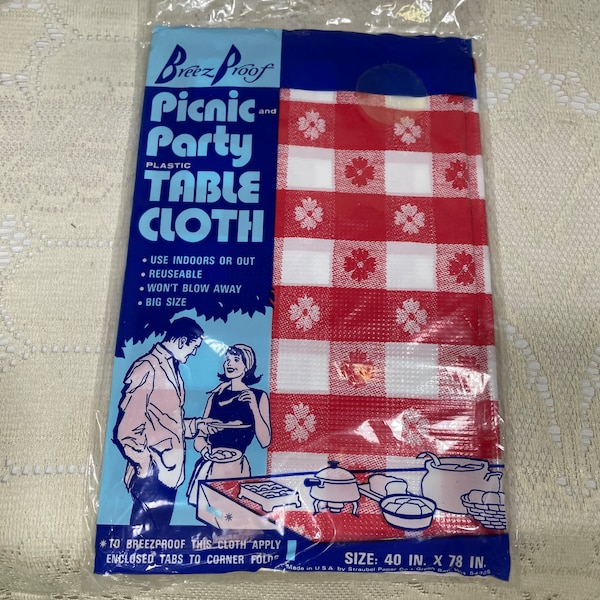 Breez Proof
Picnic and
Party
PLASTIC
TABLE
CLOTH
• USE INDOORS OR OUT
• REUSEABLE
• WON'T BLOW AWAY
• BIG SIZE
*TO BREEZPROOF THIS CLOTH APPLY
ENCLOSED TABS TO CORNER FOLDS
SIZE: 40 IN. X 78 IN.
Made in U.S.A. by Straubel Paper Co. Green Bay,